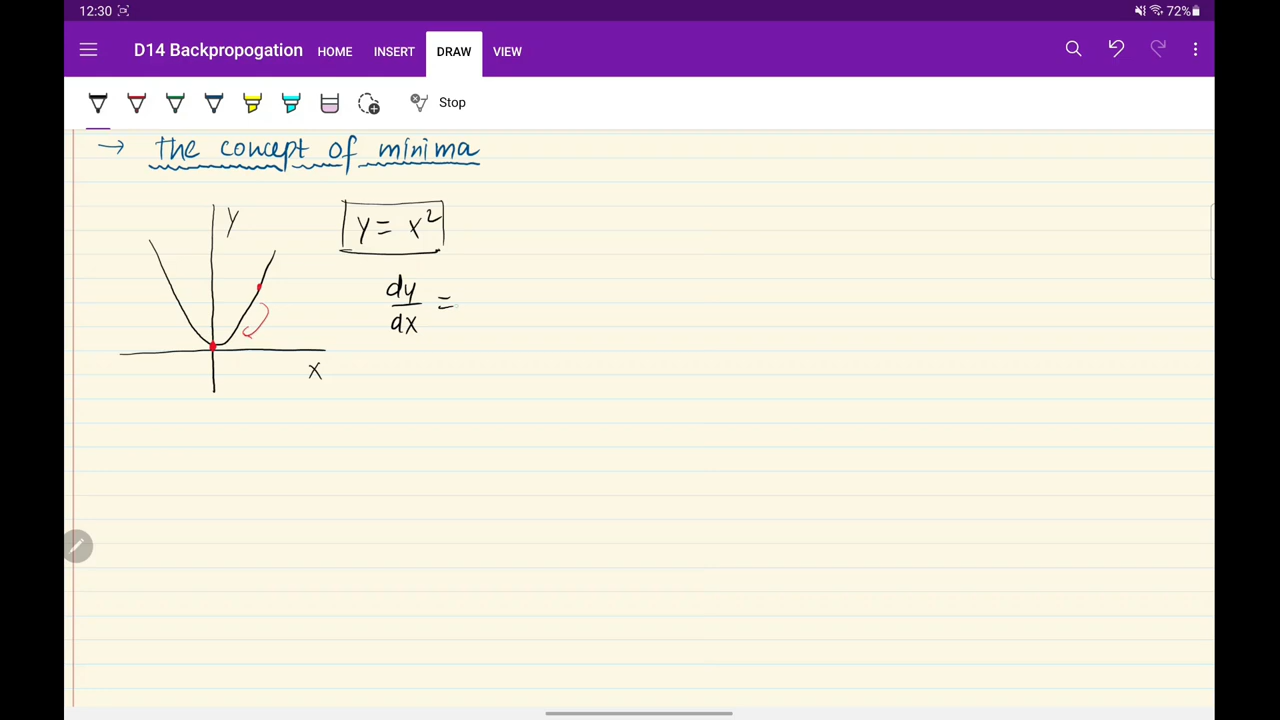 12:30 72%
D14 Backpropogation HOME INSERT DRAW VIEW
Stop
→ the concept of minima
y
y = x²
dy/dx =
x